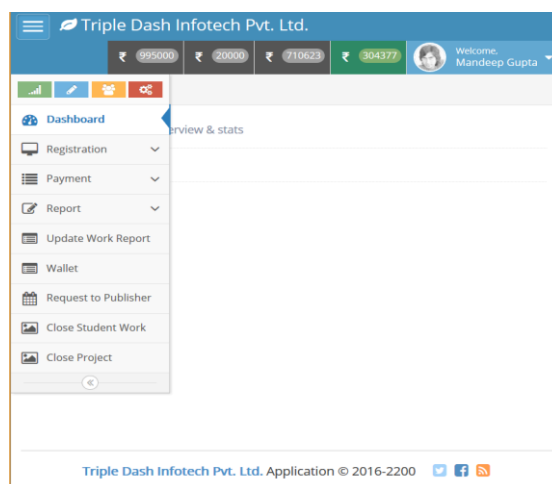 Triple Dash Infotech Pvt. Ltd.
₹ 995000 ₹ 20000 ₹ 710623 ₹ 304377 Welcome,
Mandeep Gupta
Dashboard
erview & stats
Registration
Payment
Report
Update Work Report
Wallet
Request to Publisher
Close Student Work
Close Project
Triple Dash Infotech Pvt. Ltd. Application © 2016-2200